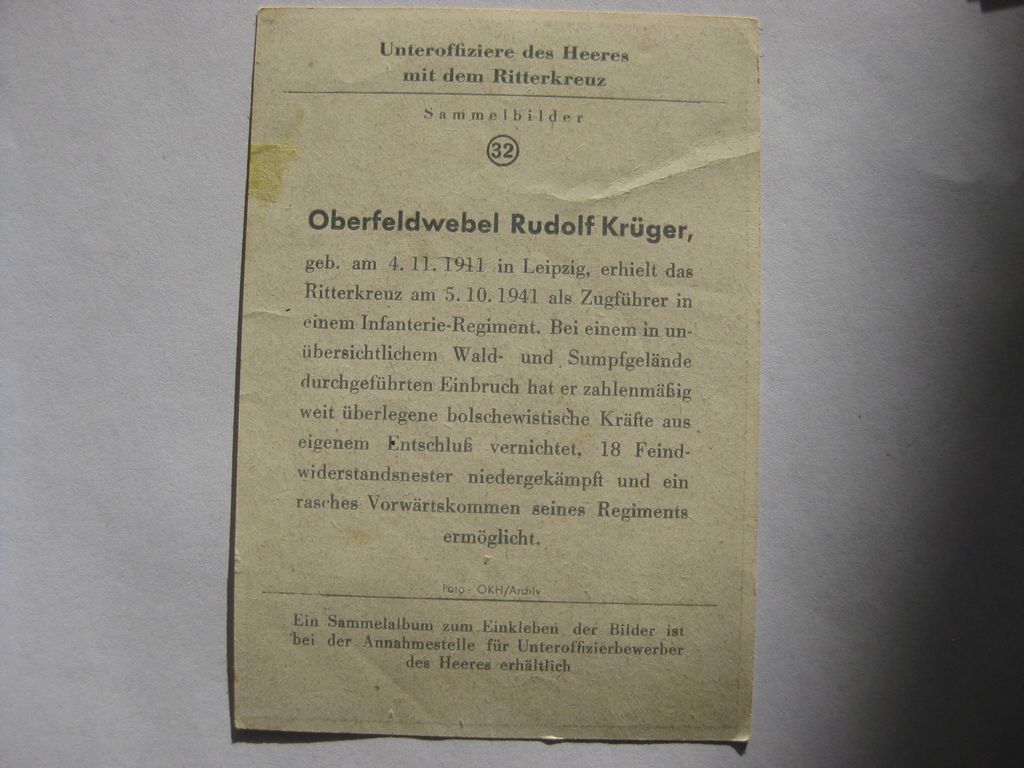 Unteroffiziere des Heeres
mit dem Ritterkreuz
Sammelbilder
32
Oberfeldwebel Rudolf Krüger,
geb. am 4. 11. 1911 in Leipzig, erhielt das
Ritterkreuz am 5. 10. 1941 als Zugführer in
einem Infanterie-Regiment. Bei einem in un-
übersichtlichem Wald- und Sumpfgelände
durchgeführten Einbruch hat er zahlenmäßig
weit überlegene bolschewistische Kräfte aus
eigenem Entschluß vernichtet, 18 Feind-
widerstandsnester niedergekämpft und ein
rasches Vorwärtskommen seines Regiments
ermöglicht.
Foto: OKH/Archiv
Ein Sammelalbum zum Einkleben der Bilder ist
bei der Annahmestelle für Unteroffizierbewerber
des Heeres erhältlich